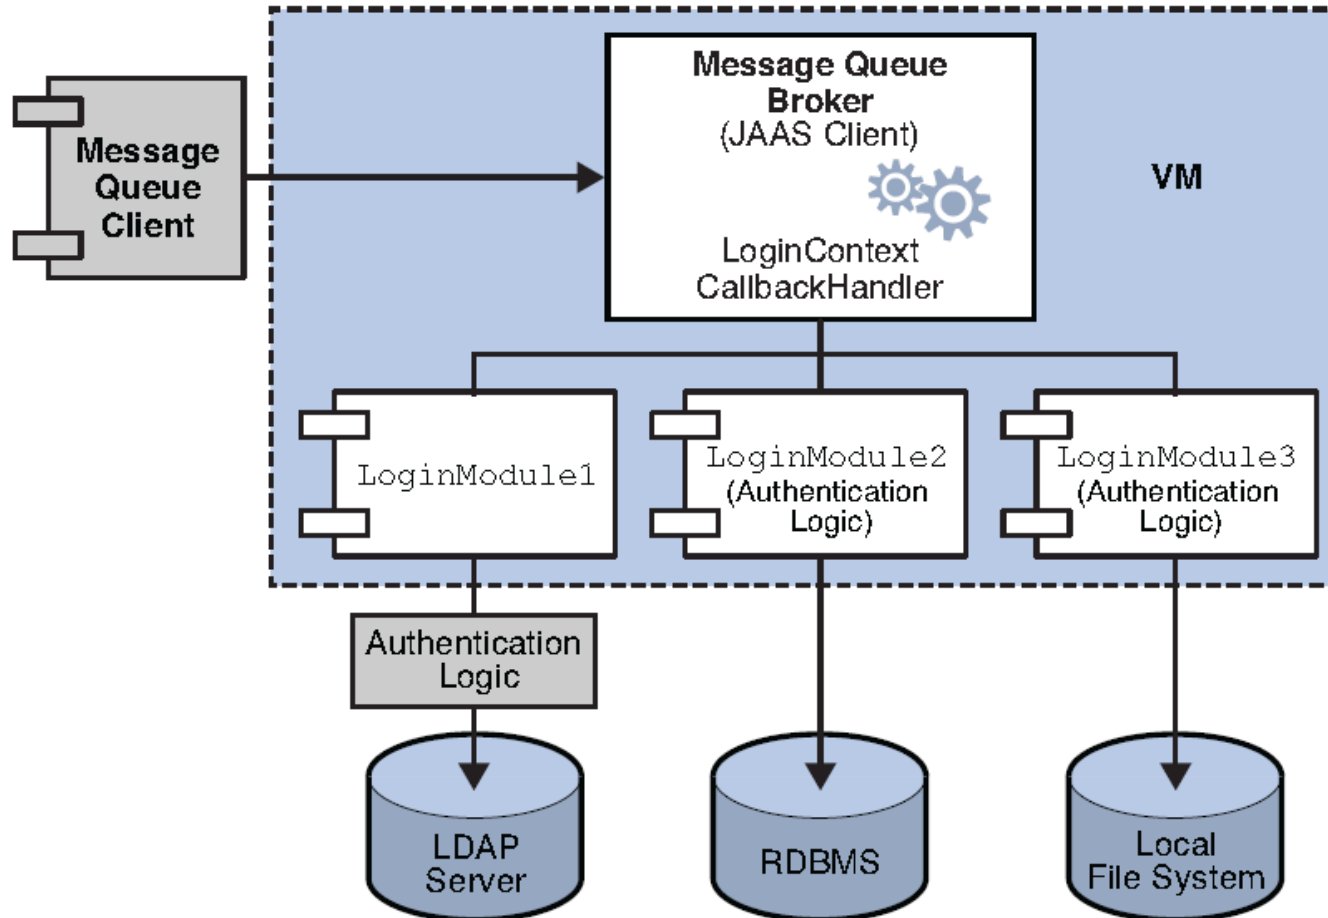 Message Queue
Broker
(JAAS Client)
Message
Queue
Client
VM
LoginContext
CallbackHandler
LoginModule1
LoginModule2
(Authentication
Logic)
LoginModule3
(Authentication
Logic)
Authentication
Logic
LDAP
Server
RDBMS
Local
File System